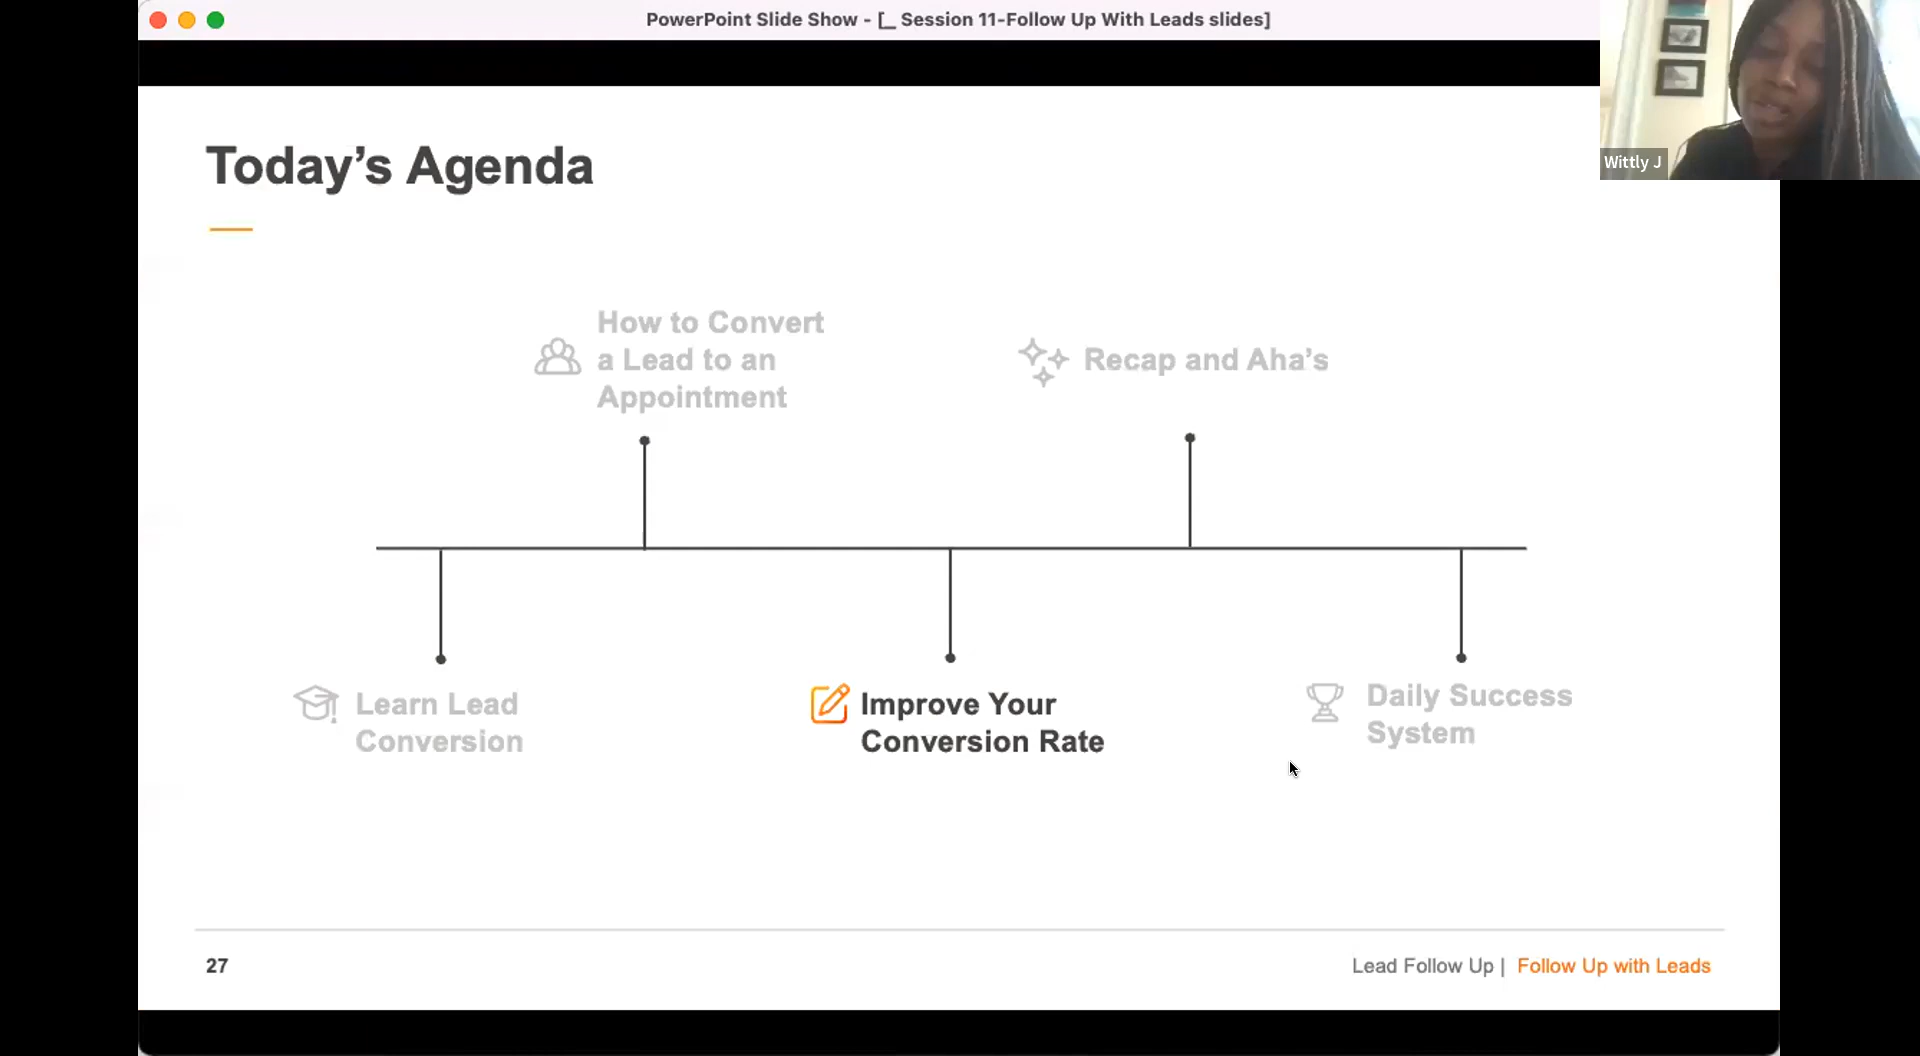 PowerPoint Slide Show - [_ Session 11-Follow Up With Leads slides]
Wittly J
Today’s Agenda
How to Convert
a Lead to an
Appointment
Recap and Aha’s
Learn Lead
Conversion
Improve Your
Conversion Rate
Daily Success
System
27
Lead Follow Up | Follow Up with Leads